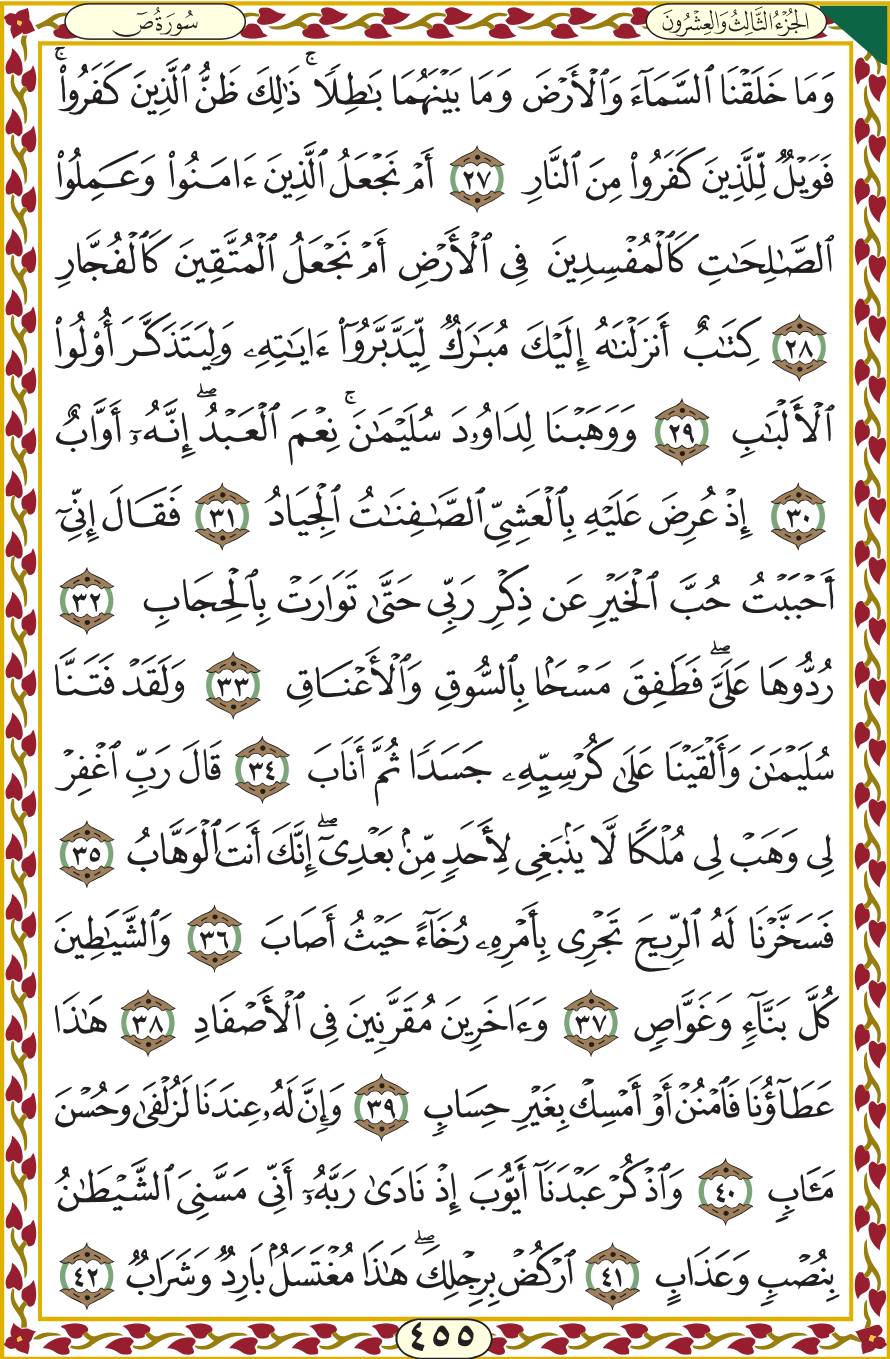 الجُزْءُ الثَّالِثُ وَالعِشْرُونَ
سُورَةُ صٓ
وَمَا خَلَقْنَا ٱلسَّمَآءَ وَٱلْأَرْضَ وَمَا بَيْنَهُمَا بَٰطِلًا ۚ ذَٰلِكَ ظَنُّ ٱلَّذِينَ كَفَرُوا۟ ۚ
فَوَيْلٌ لِّلَّذِينَ كَفَرُوا۟ مِنَ ٱلنَّارِ ٢٧ أَمْ نَجْعَلُ ٱلَّذِينَ ءَامَنُوا۟ وَعَمِلُوا۟
ٱلصَّٰلِحَٰتِ كَٱلْمُفْسِدِينَ فِى ٱلْأَرْضِ أَمْ نَجْعَلُ ٱلْمُتَّقِينَ كَٱلْفُجَّارِ
٢٨ كِتَٰبٌ أَنزَلْنَٰهُ إِلَيْكَ مُبَٰرَكٌ لِّيَدَّبَّرُوٓا۟ ءَايَٰتِهِۦ وَلِيَتَذَكَّرَ أُو۟لُوا۟
ٱلْأَلْبَٰبِ ٢٩ وَوَهَبْنَا لِدَاوُۥدَ سُلَيْمَٰنَ ۚ نِعْمَ ٱلْعَبْدُ ۖ إِنَّهُۥٓ أَوَّابٌ
٣٠ إِذْ عُرِضَ عَلَيْهِ بِٱلْعَشِىِّ ٱلصَّٰفِنَٰتُ ٱلْجِيَادُ ٣١ فَقَالَ إِنِّىٓ
أَحْبَبْتُ حُبَّ ٱلْخَيْرِ عَن ذِكْرِ رَبِّى حَتَّىٰ تَوَارَتْ بِٱلْحِجَابِ ٣٢
رُدُّوهَا عَلَىَّ ۖ فَطَفِقَ مَسْحًۢا بِٱلسُّوقِ وَٱلْأَعْنَاقِ ٣٣ وَلَقَدْ فَتَنَّا
سُلَيْمَٰنَ وَأَلْقَيْنَا عَلَىٰ كُرْسِيِّهِۦ جَسَدًا ثُمَّ أَنَابَ ٣٤ قَالَ رَبِّ ٱغْفِرْ
لِى وَهَبْ لِى مُلْكًا لَّا يَنۢبَغِى لِأَحَدٍ مِّنۢ بَعْدِىٓ ۖ إِنَّكَ أَنتَ ٱلْوَهَّابُ ٣٥
فَسَخَّرْنَا لَهُ ٱلرِّيحَ تَجْرِى بِأَمْرِهِۦ رُخَآءً حَيْثُ أَصَابَ ٣٦ وَٱلشَّيَٰطِينَ
كُلَّ بَنَّآءٍ وَغَوَّاصٍ ٣٧ وَءَاخَرِينَ مُقَرَّنِينَ فِى ٱلْأَصْفَادِ ٣٨ هَٰذَا
عَطَآؤُنَا فَٱمْنُنْ أَوْ أَمْسِكْ بِغَيْرِ حِسَابٍ ٣٩ وَإِنَّ لَهُۥ عِندَنَا لَزُلْفَىٰ وَحُسْنَ
مَـَٔابٍ ٤٠ وَٱذْكُرْ عَبْدَنَآ أَيُّوبَ إِذْ نَادَىٰ رَبَّهُۥٓ أَنِّى مَسَّنِىَ ٱلشَّيْطَٰنُ
بِنُصْبٍ وَعَذَابٍ ٤١ ٱرْكُضْ بِرِجْلِكَ ۖ هَٰذَا مُغْتَسَلٌۢ بَارِدٌ وَشَرَابٌ ٤٢
٤٥٥